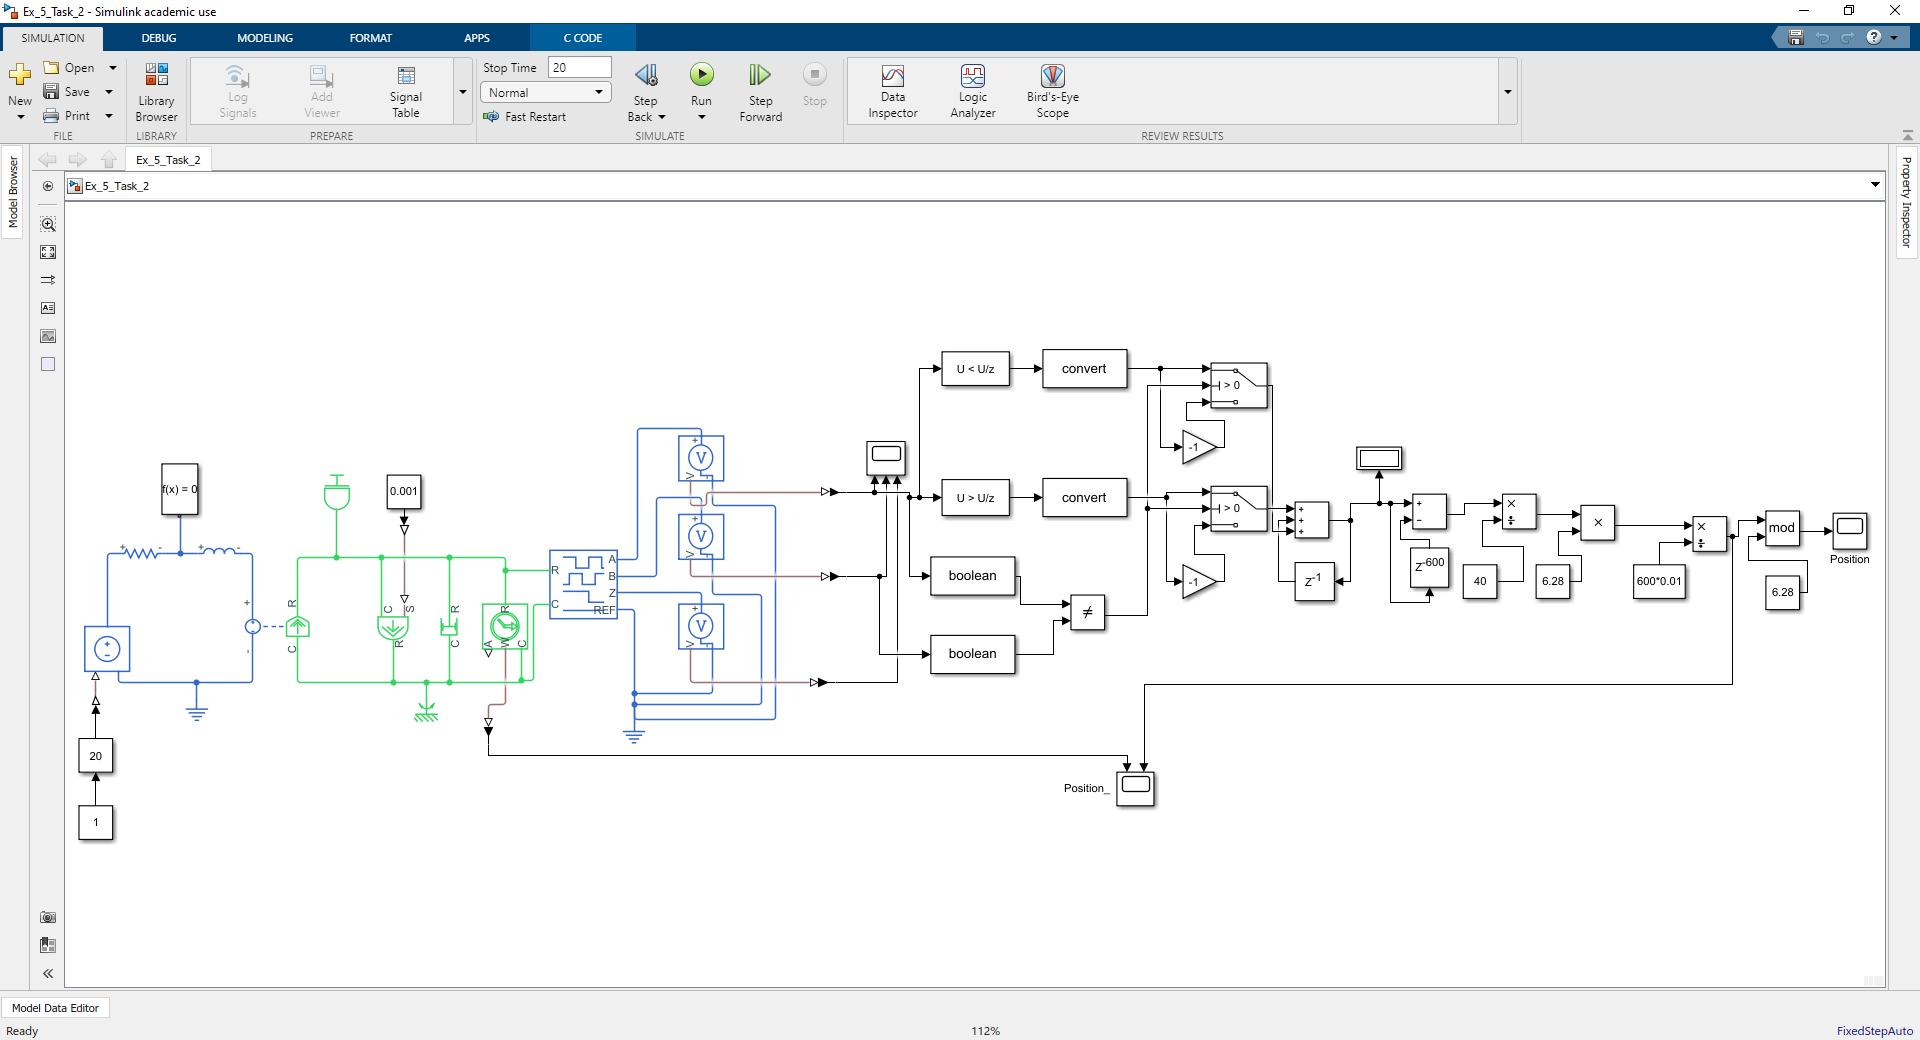 Ex_5_Task_2 - Simulink academic use
SIMULATION DEBUG MODELING FORMAT APPS C CODE
New
Open
Save
Print
FILE
Library Browser
LIBRARY
Log Signals
Add Viewer
Signal Table
PREPARE
Stop Time 20
Normal
Fast Restart
Step Back
Run
Step Forward
Stop
SIMULATE
Data Inspector
Logic Analyzer
Bird's-Eye Scope
REVIEW RESULTS
Model Browser
Ex_5_Task_2
Ex_5_Task_2
Property Inspector
U < U/z
convert
> 0
-1
f(x) = 0
0.001
V
V
V
U > U/z
convert
> 0
-1
boolean
boolean
≠
Z-1
+
+
+
+
-
Z-600
×
÷
40
×
6.28
×
÷
600*0.01
mod
6.28
Position
R
C
C
S
R
R
C
R
A
W
C
R
C
A
B
Z
REF
20
1
Position_
Model Data Editor
Ready
112%
FixedStepAuto